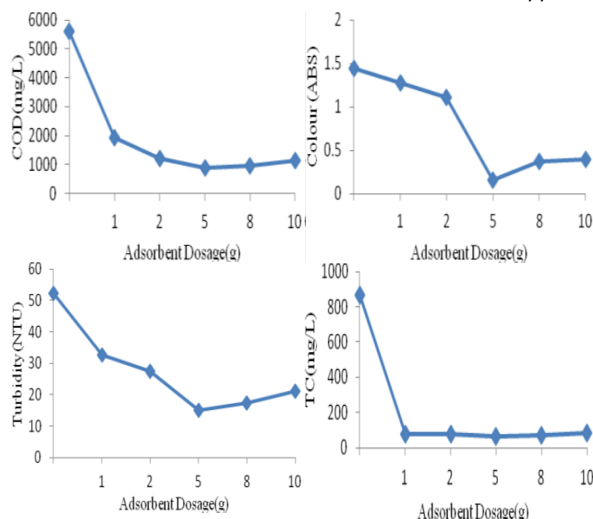 6000
5000
4000
3000
2000
1000
0
COD(mg/L)
1 2 5 8 10
Adsorbent Dosage(g)
2
1.5
1
0.5
0
Colour (ABS)
1 2 5 8 10
Adsorbent Dosage(g)
60
50
40
30
20
10
0
Turbidity(NTU)
1 2 5 8 10
Adsorbent Dosage(g)
1000
800
600
400
200
0
TC(mg/L)
1 2 5 8 10
Adsorbent Dosage(g)